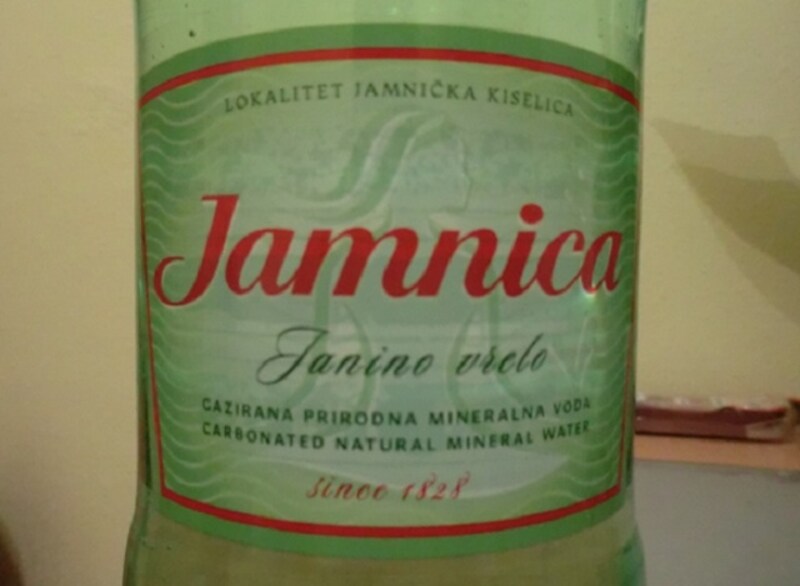 LOKALITET JAMNIČKA KISELICA
Jamnica
Janino vrelo
GAZIRANA PRIRODNA MINERALNA VODA
CARBONATED NATURAL MINERAL WATER
since 1828